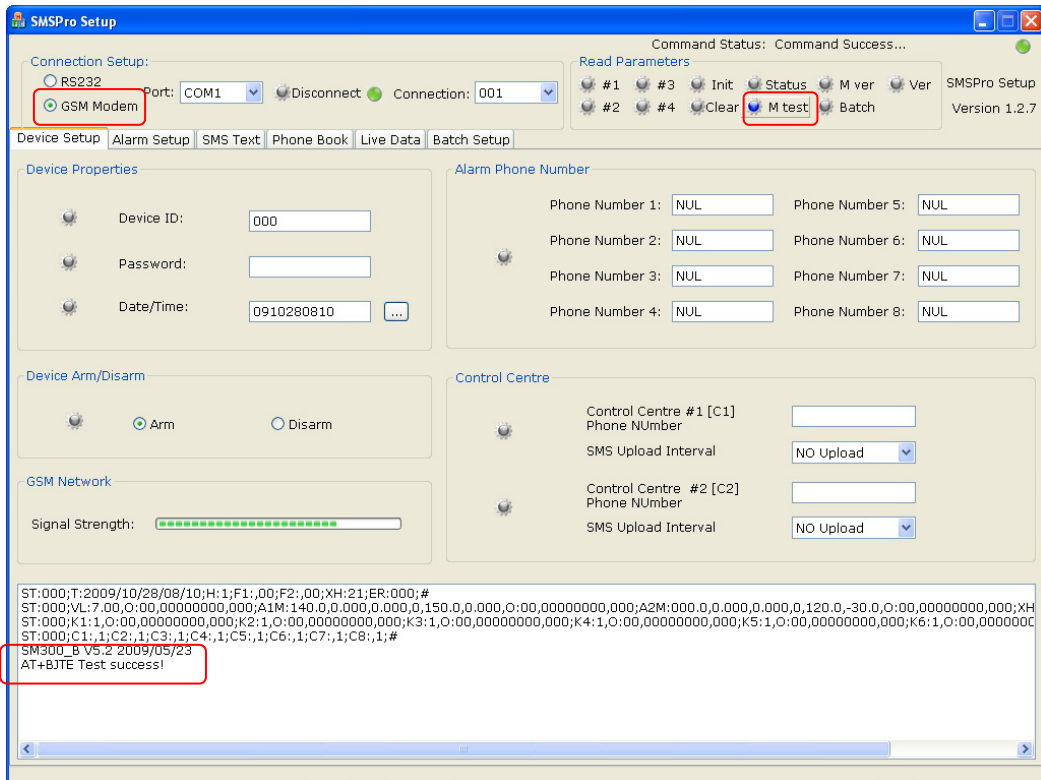 SMSPro Setup
Command Status: Command Success...
Connection Setup:
Read Parameters
RS232
GSM Modem
Port: COM1 Disconnect Connection: 001
#1 #3 Init Status M ver Ver
#2 #4 Clear M test Batch
SMSPro Setup
Version 1.2.7
Device Setup Alarm Setup SMS Text Phone Book Live Data Batch Setup
Device Properties
Device ID: 000
Password:
Date/Time: 0910280810 ...
Alarm Phone Number
Phone Number 1: NUL Phone Number 5: NUL
Phone Number 2: NUL Phone Number 6: NUL
Phone Number 3: NUL Phone Number 7: NUL
Phone Number 4: NUL Phone Number 8: NUL
Device Arm/Disarm
Arm Disarm
GSM Network
Signal Strength:
Control Centre
Control Centre #1 [C1]
Phone NUmber
SMS Upload Interval NO Upload
Control Centre #2 [C2]
Phone NUmber
SMS Upload Interval NO Upload
ST:000;T:2009/10/28/08/10;H:1;F1:,00;F2:,00;XH:21;ER:000;#
ST:000;VL:7.00,O:00,00000000,000;A1M:140.0,0.000,0.000,0,150.0,0.000,O:00,00000000,000;A2M:000.0,0.000,0.000,0,120.0,-30.0,O:00,00000000,000;XH
ST:000;K1:1,O:00,00000000,000;K2:1,O:00,00000000,000;K3:1,O:00,00000000,000;K4:1,O:00,00000000,000;K5:1,O:00,00000000,000;K6:1,O:00,00000000,000
ST:000;C1:,1;C2:,1;C3:,1;C4:,1;C5:,1;C6:,1;C7:,1;C8:,1;#
SM300_B V5.2 2009/05/23
AT+BJTE Test success!